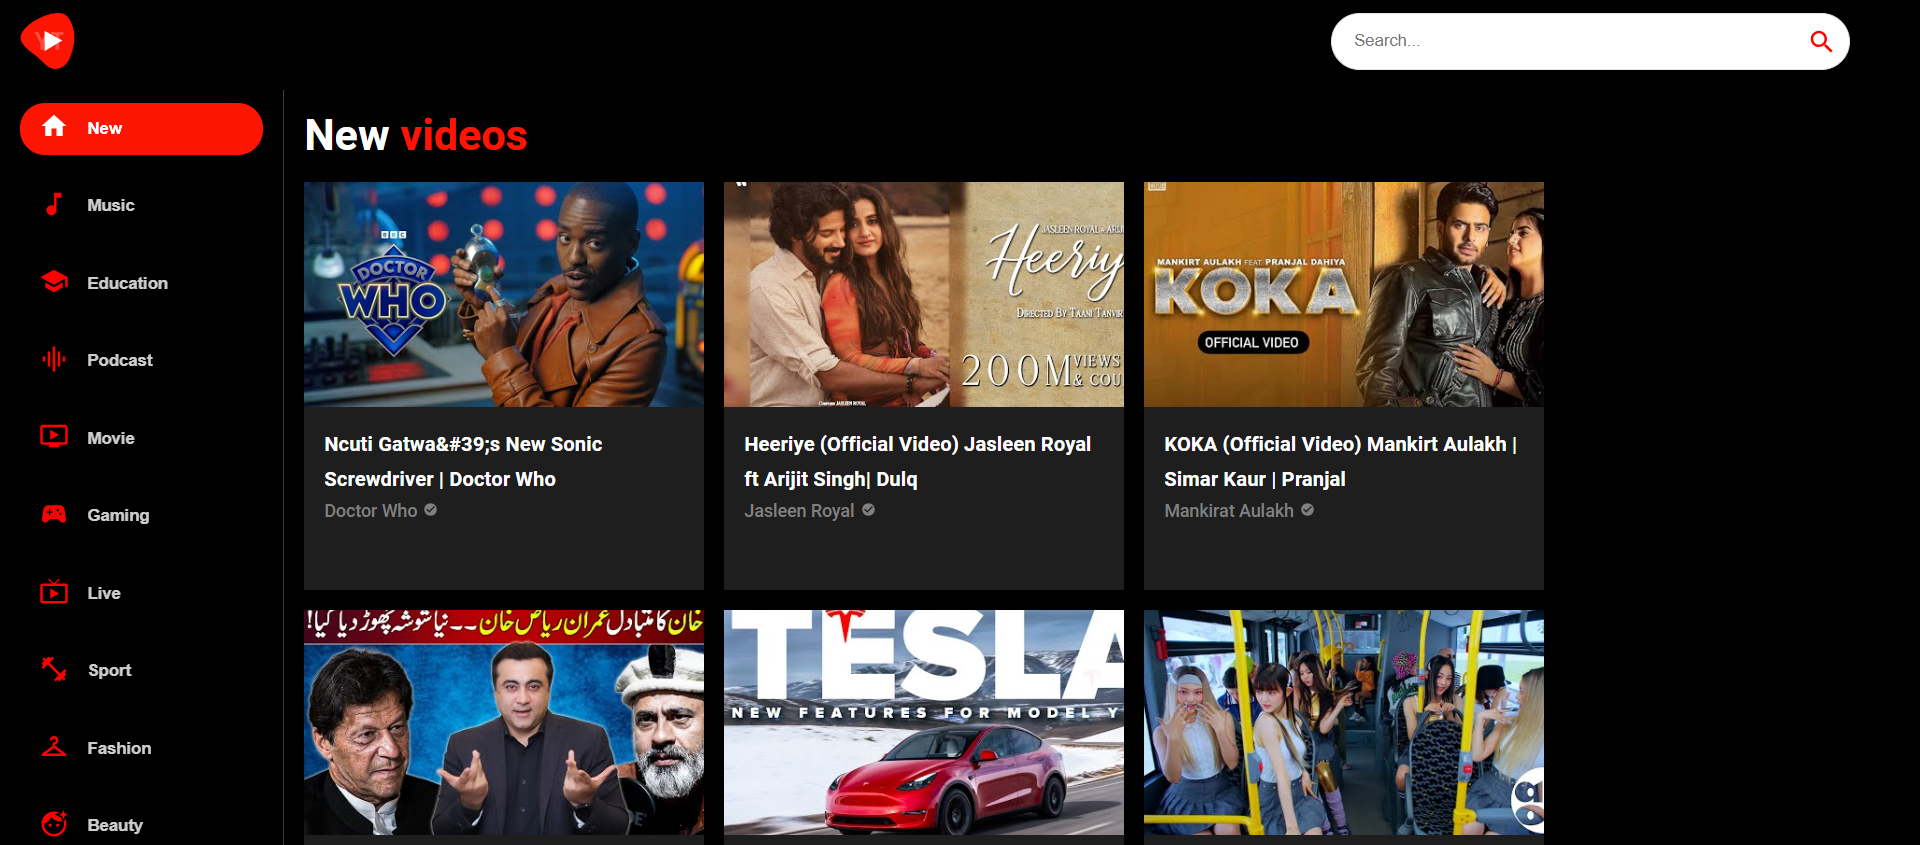 YT
Search...
New
Music
Education
Podcast
Movie
Gaming
Live
Sport
Fashion
Beauty
New videos
BBC
DOCTOR
WHO
Ncuti Gatwa&#39;s New Sonic
Screwdriver | Doctor Who
Doctor Who
JASLEEN ROYAL
Heeriy
DIRECTED BY TAANI TANVIR
200M VIEWS
& COU
Heeriye (Official Video) Jasleen Royal
ft Arijit Singh| Dulq
Jasleen Royal
MANKIRT AULAKH FEAT. PRANJAL DAHIYA
KOKA
OFFICIAL VIDEO
KOKA (Official Video) Mankirt Aulakh |
Simar Kaur | Pranjal
Mankirat Aulakh
خان کا متبادل عمران ریاض خان۔۔نیا شوشہ چھوڑ دیا گیا!
TESLA
NEW FEATURES FOR MODEL Y